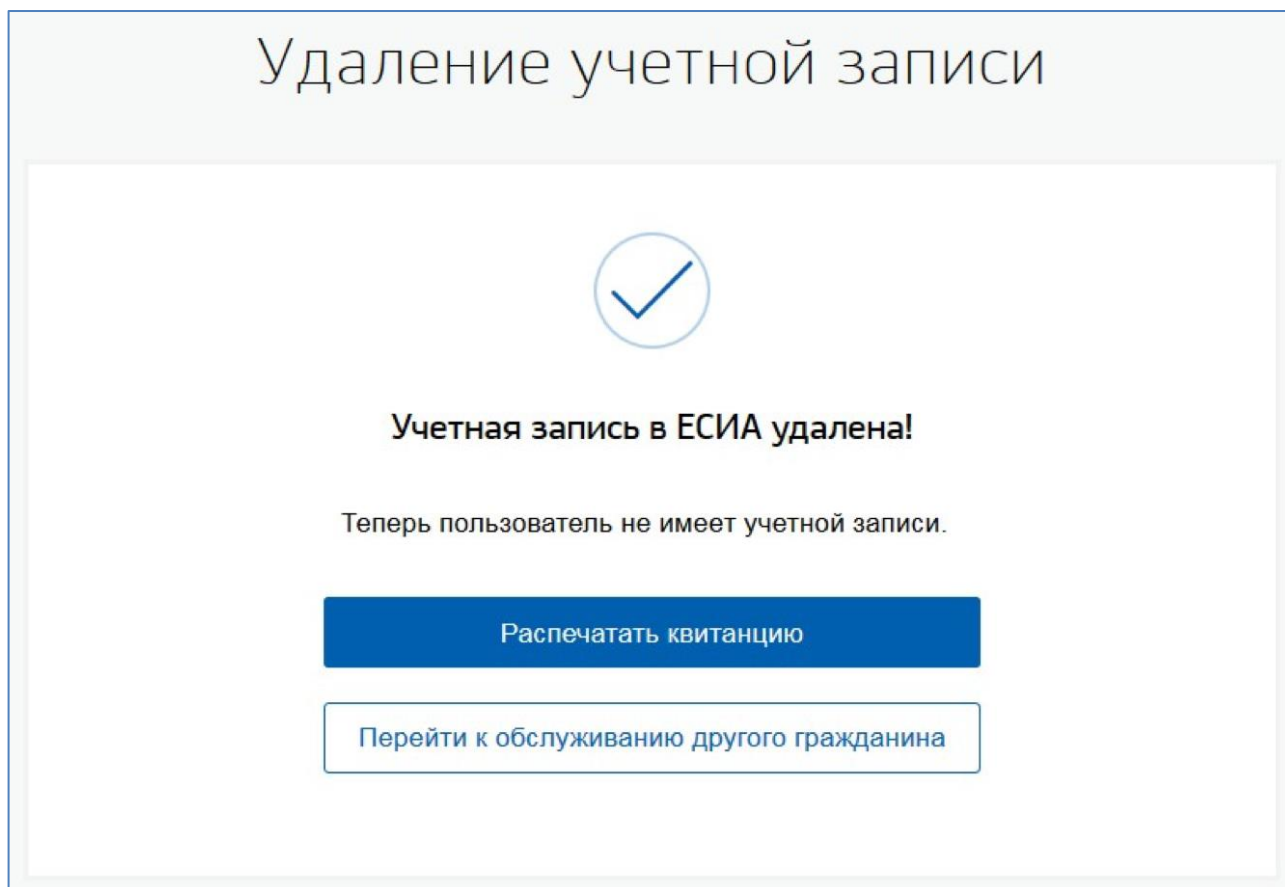 Удаление учетной записи
Учетная запись в ЕСИА удалена!
Теперь пользователь не имеет учетной записи.
Распечатать квитанцию
Перейти к обслуживанию другого гражданина